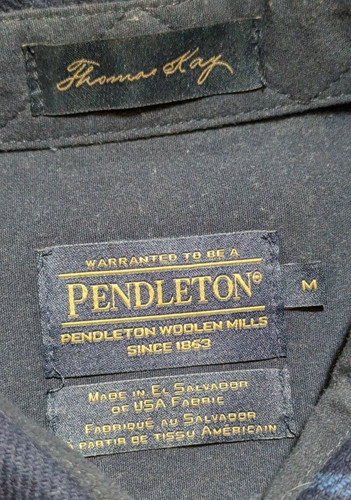 Thomas Kay
WARRANTED TO BE A
PENDLETON®
M
PENDLETON WOOLEN MILLS
SINCE 1863
MADE IN EL SALVADOR
OF USA FABRIC
FABRIQUÉ AU SALVADOR
À PARTIR DE TISSU AMÉRICAIN